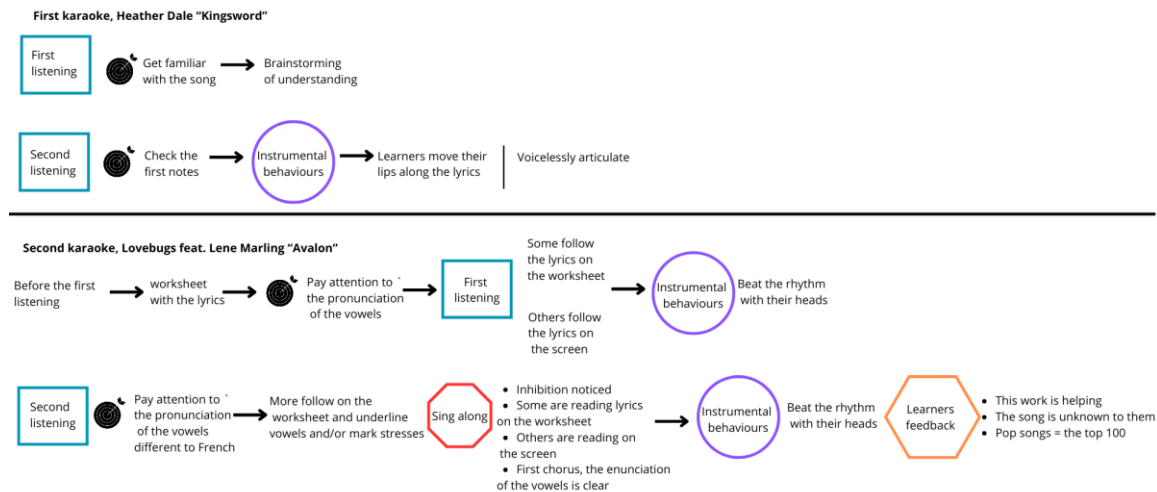 First karaoke, Heather Dale “Kingsword”
First
listening
Get familiar
with the song
Brainstorming
of understanding
Second
listening
Check the
first notes
Instrumental
behaviours
Learners move their
lips along the lyrics
Voicelessly articulate
Second karaoke, Lovebugs feat. Lene Marling “Avalon”
Before the first
listening
worksheet
with the lyrics
Pay attention to `
the pronunciation
of the vowels
First
listening
Some follow
the lyrics on
the worksheet
Others follow
the lyrics on
the screen
Instrumental
behaviours
Beat the rhythm
with their heads
Second
listening
Pay attention to `
the pronunciation
of the vowels
different to French
More follow on the
worksheet and underline
vowels and/or mark stresses
Sing along
• Inhibition noticed
• Some are reading lyrics
on the worksheet
• Others are reading on
the screen
• First chorus, the enunciation
of the vowels is clear
Instrumental
behaviours
Beat the rhythm
with their heads
Learners
feedback
• This work is helping
• The song is unknown to them
• Pop songs = the top 100